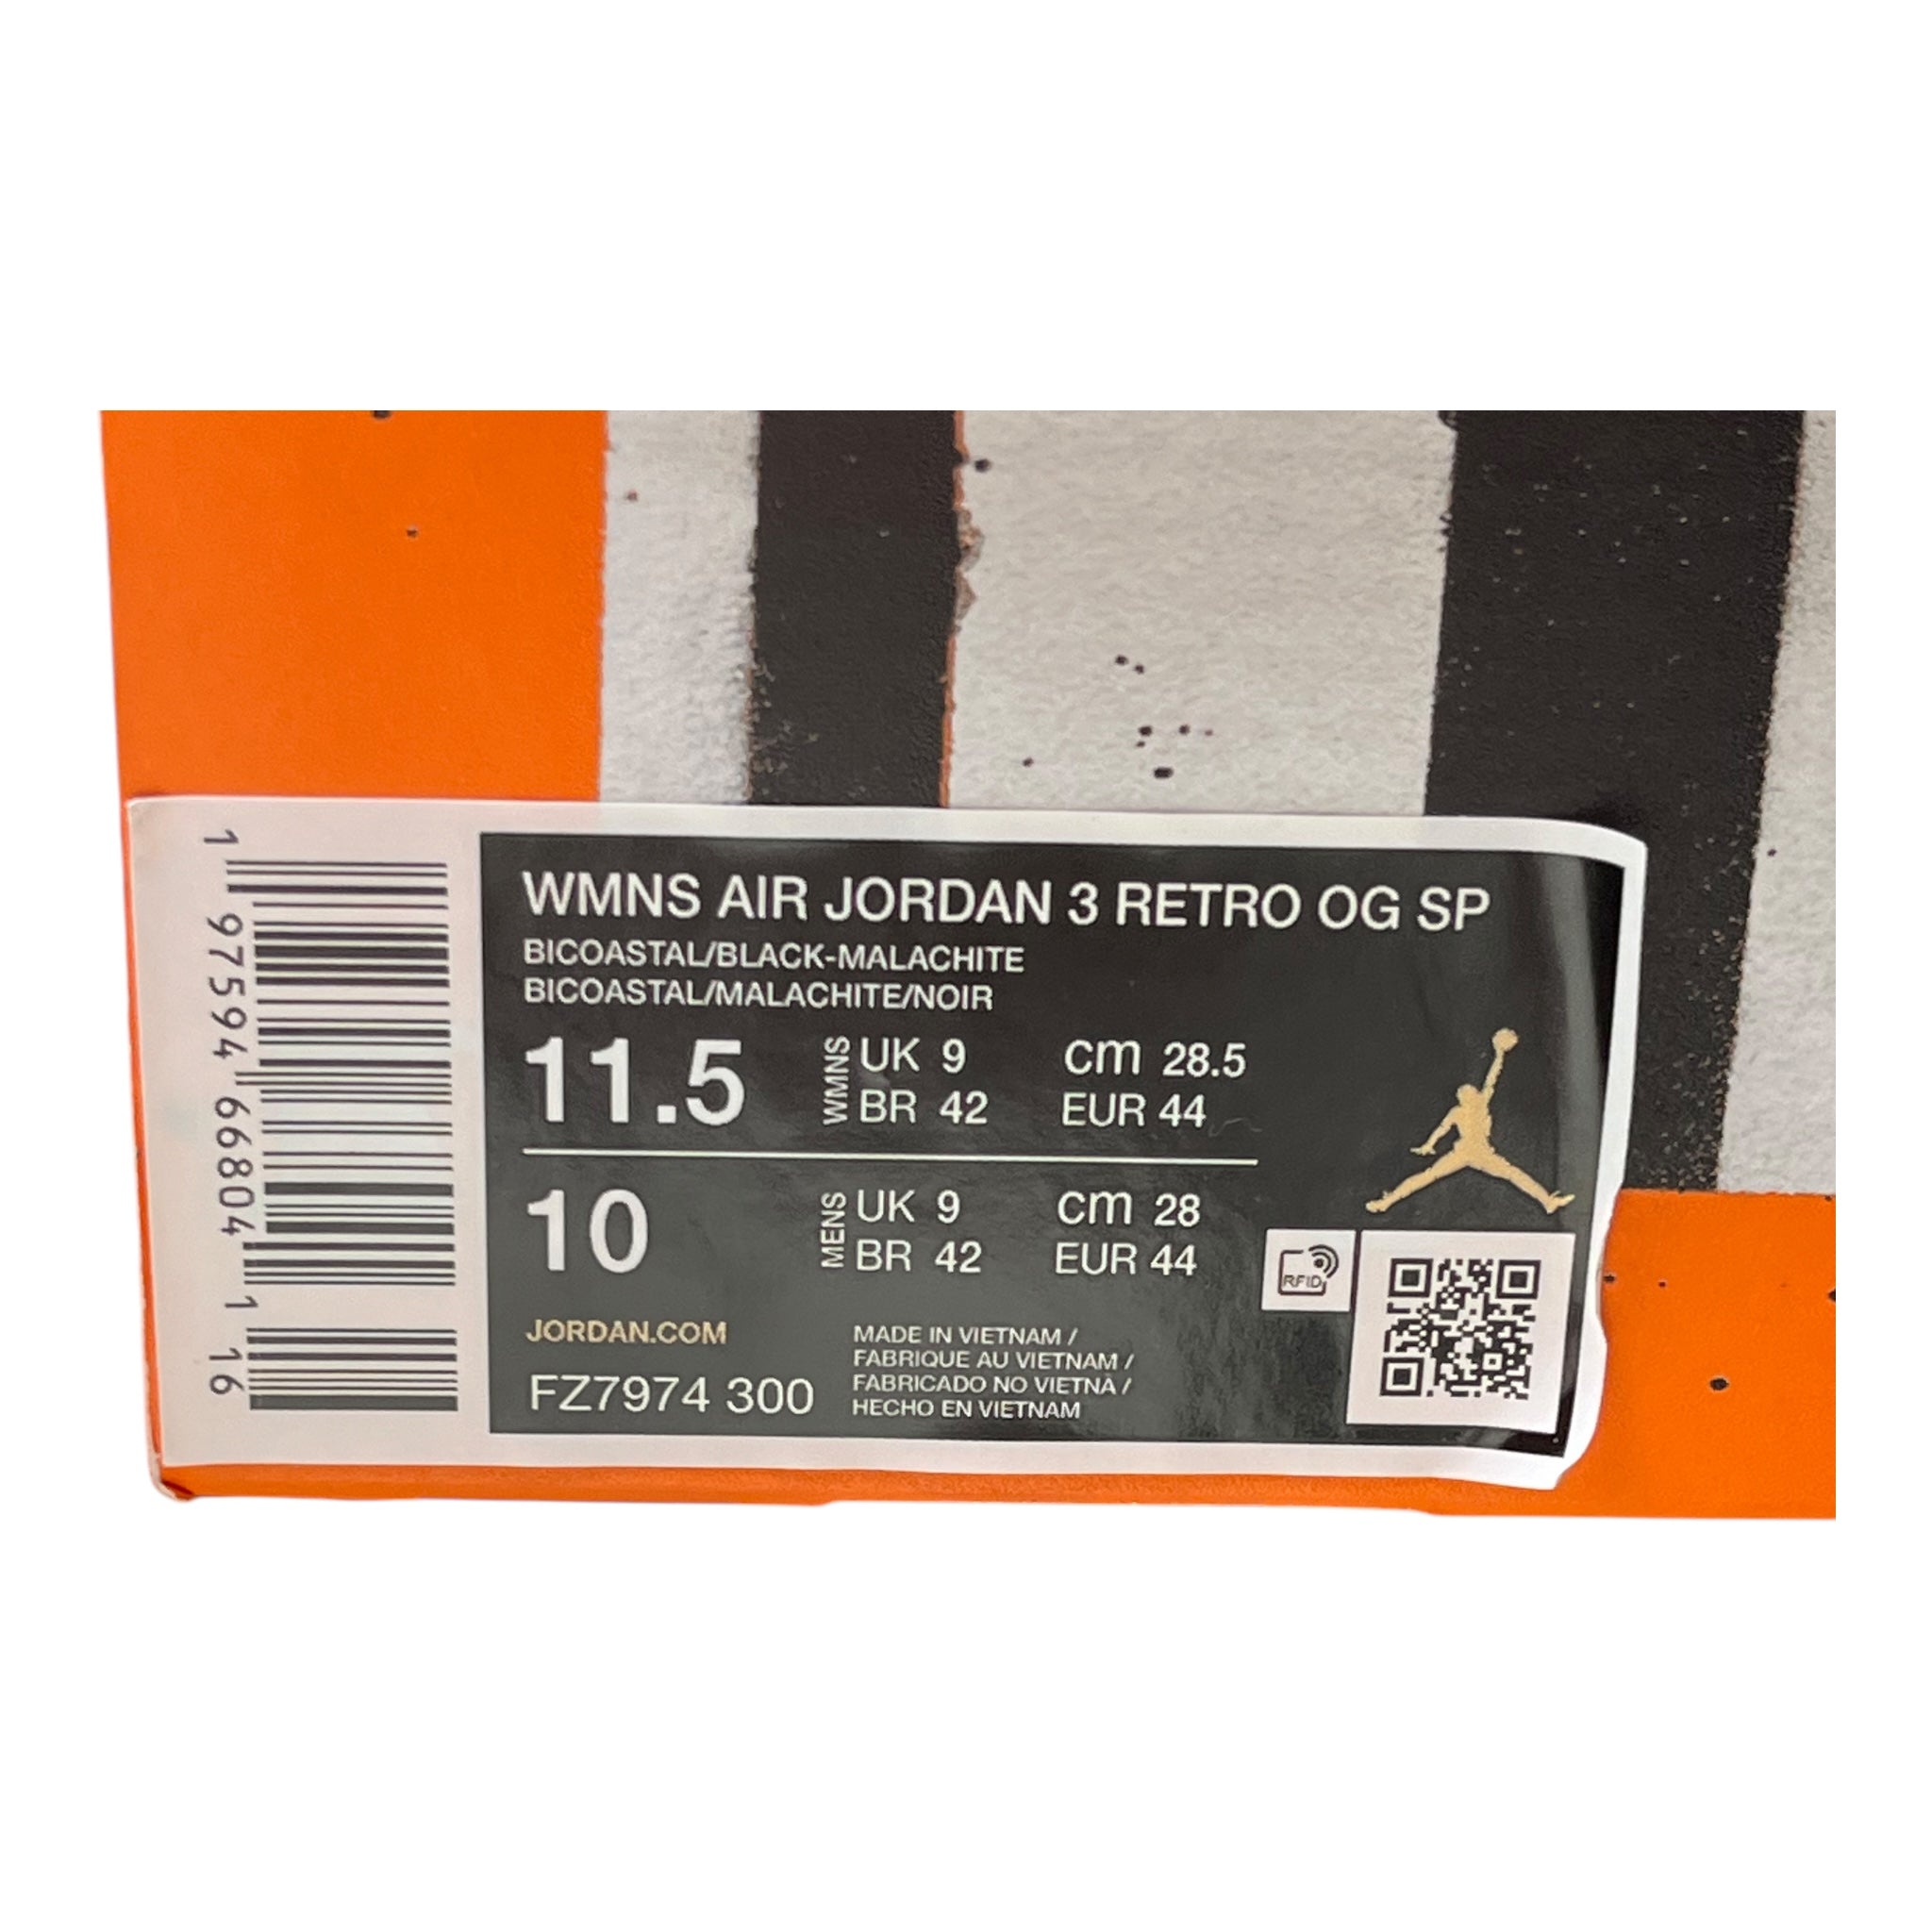 WMNS AIR JORDAN 3 RETRO OG SP
BICOASTAL/BLACK-MALACHITE
BICOASTAL/MALACHITE/NOIR
11.5 WMNS UK 9 cm 28.5
BR 42 EUR 44
10 MENS UK 9 cm 28
BR 42 EUR 44
JORDAN.COM
FZ7974 300
MADE IN VIETNAM /
FABRIQUE AU VIETNAM /
FABRICADO NO VIETNÃ /
HECHO EN VIETNAM
RFID
1 97594 66804 1 16